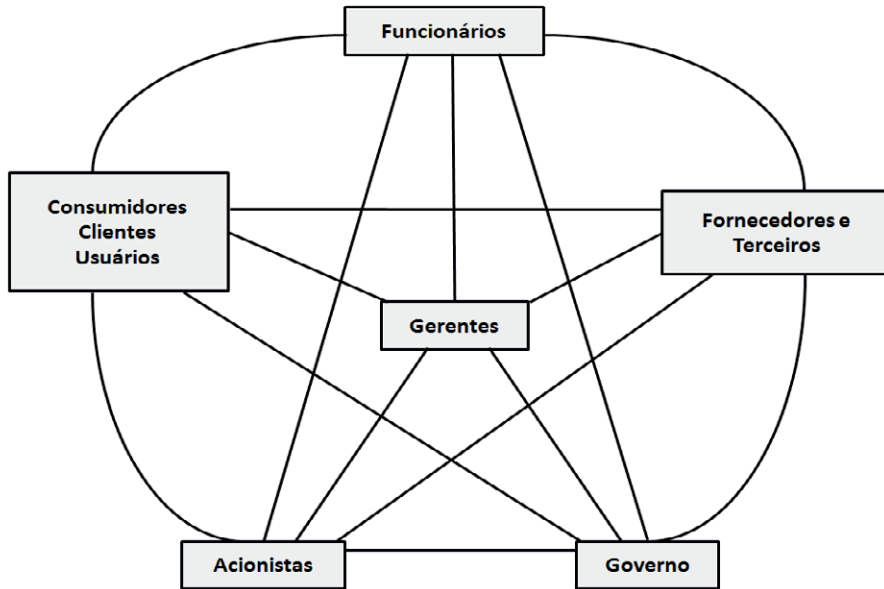 Funcionários
Consumidores
Clientes
Usuários
Fornecedores e
Terceiros
Gerentes
Acionistas
Governo